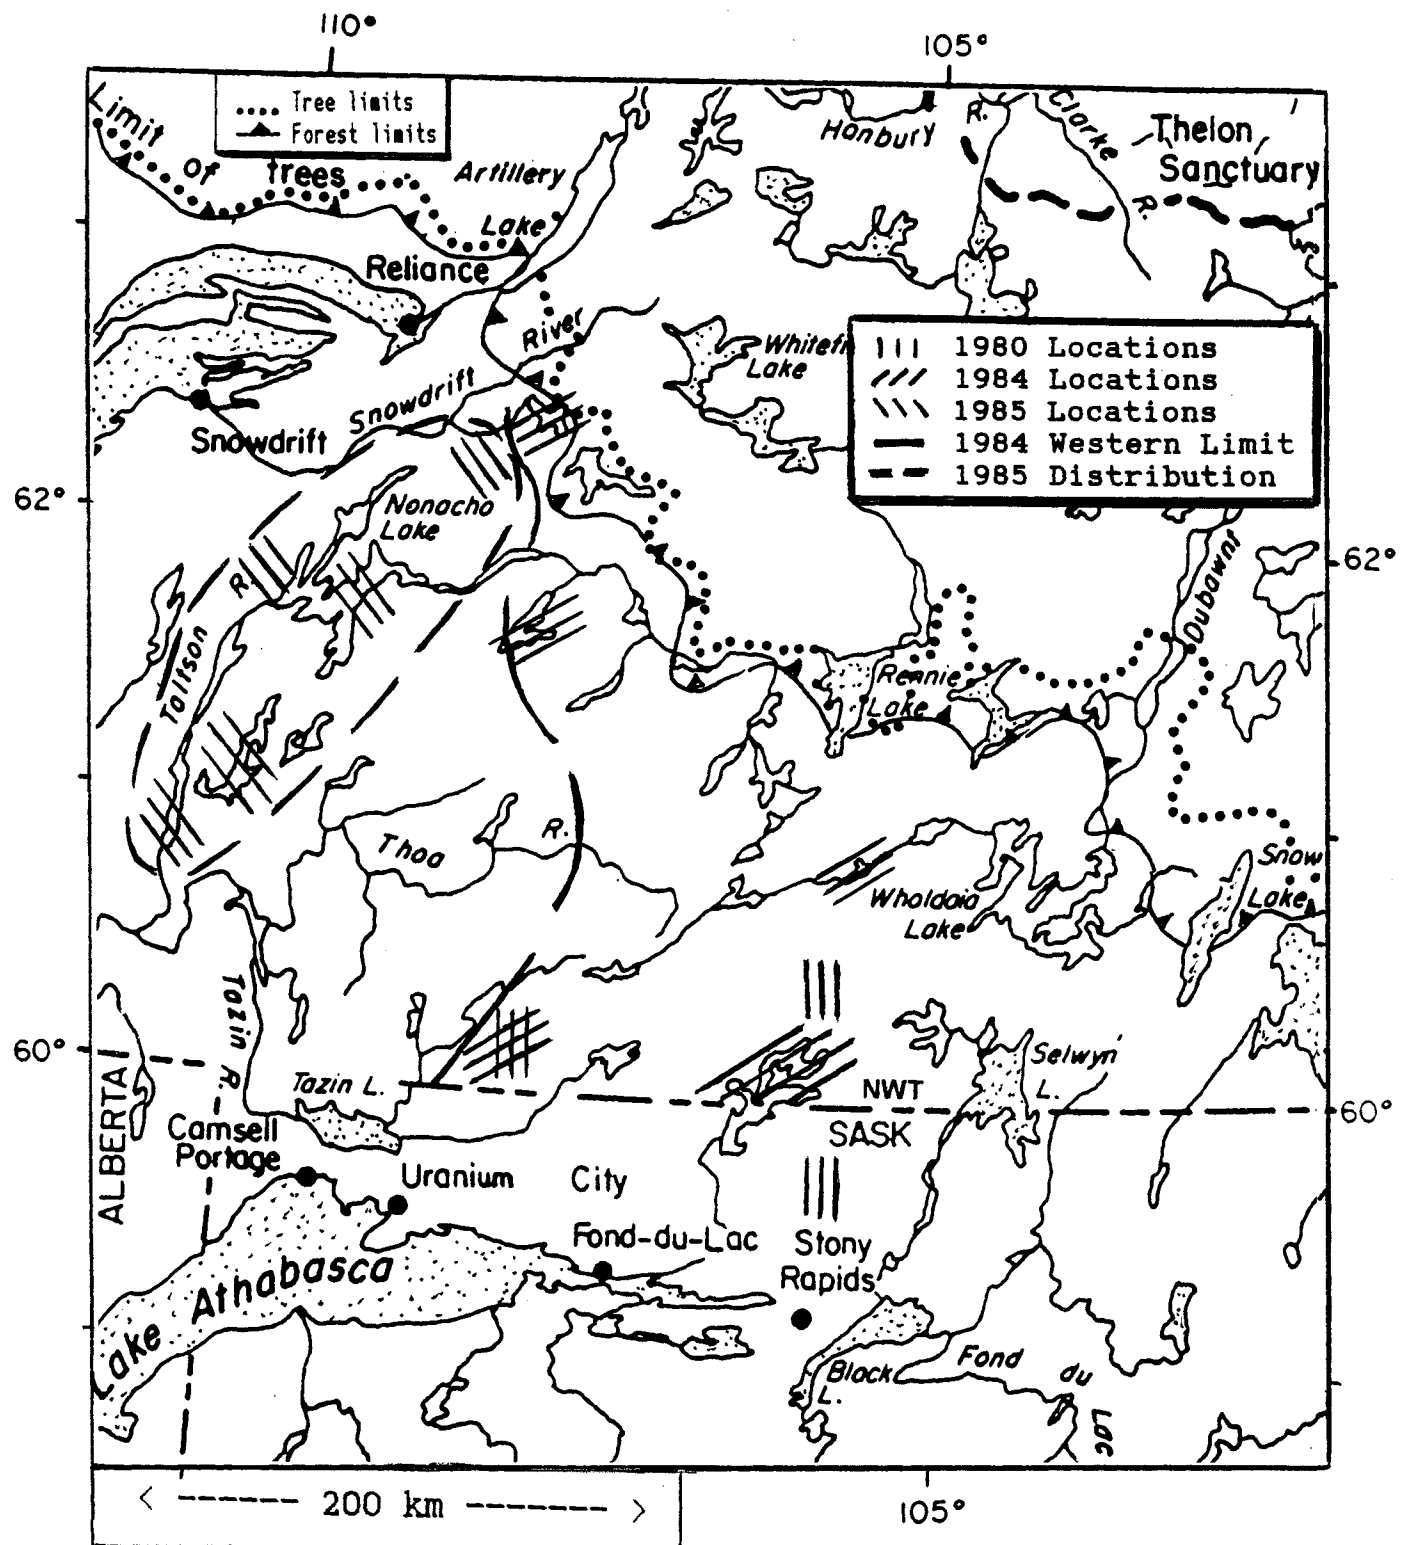 110°
105°
Tree limits
Forest limits
Limit of trees
Artillery
Lake
Hanbury
R.
Clarke
R.
Thelon
Sanctuary
Reliance
River
Snowdrift
Snowdrift
Whitefi
Lake
1980 Locations
1984 Locations
1985 Locations
1984 Western Limit
1985 Distribution
62°
Nonacho
Lake
62°
R.
Taltson
Dubawnt
Rennie
Lake
Thoa
R.
Snow
Lake
Wholdaia
Lake
60°
Tazin R.
Tazin L.
Selwyn
L.
NWT
SASK
60°
ALBERTA
Camsell
Portage
Uranium City
Fond-du-Lac
Stony
Rapids
Lake Athabasca
Black
L.
Fond du Lac
< ------ 200 km ------- >
105°